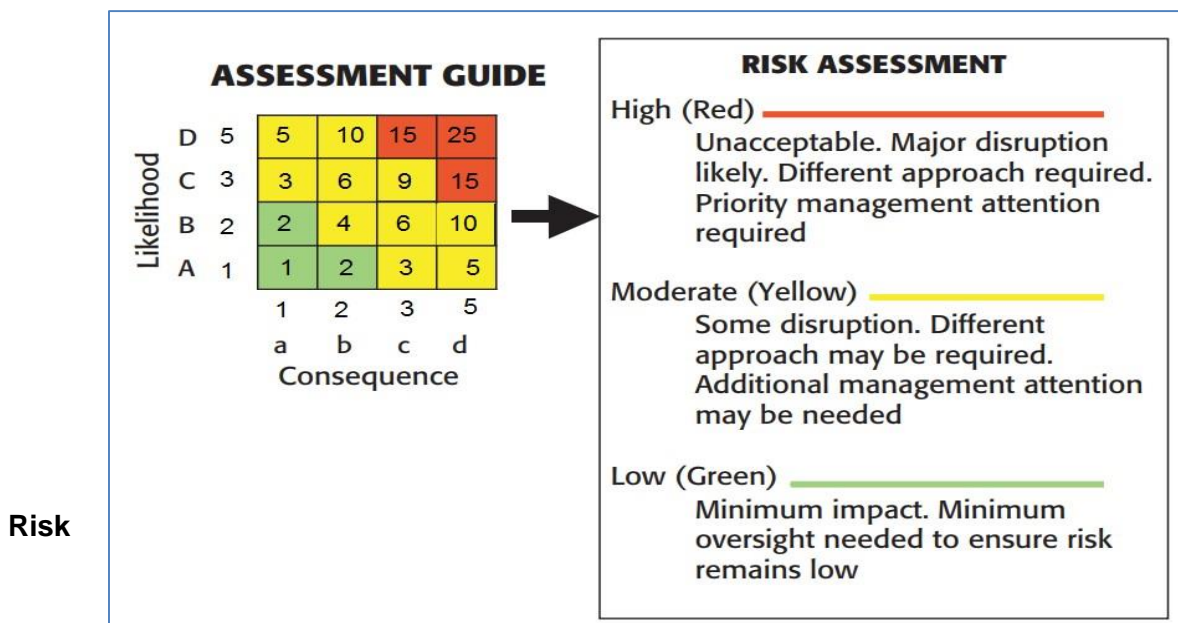 ASSESSMENT GUIDE
Likelihood
D 5 5 10 15 25
C 3 3 6 9 15
B 2 2 4 6 10
A 1 1 2 3 5
1 2 3 5
a b c d
Consequence
RISK ASSESSMENT
High (Red)
Unacceptable. Major disruption
likely. Different approach required.
Priority management attention
required
Moderate (Yellow)
Some disruption. Different
approach may be required.
Additional management attention
may be needed
Low (Green)
Minimum impact. Minimum
oversight needed to ensure risk
remains low
Risk